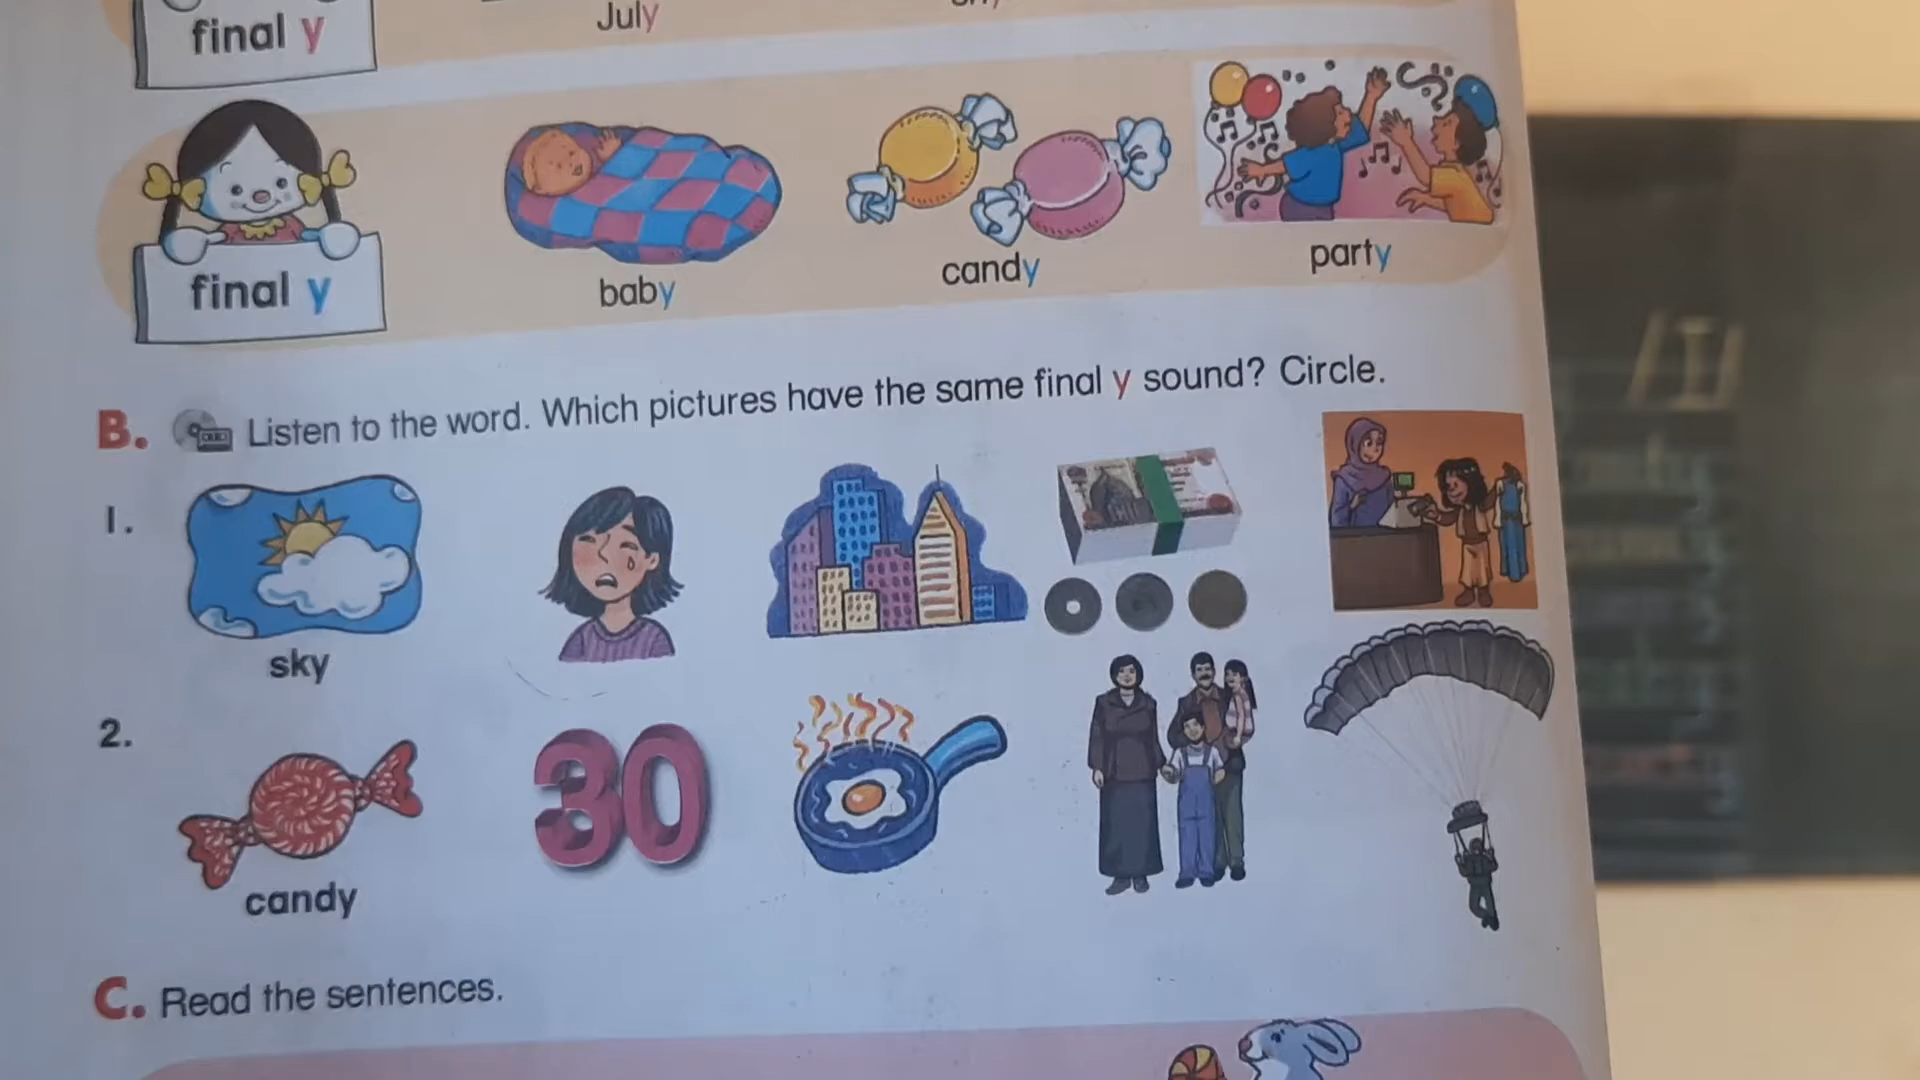 final y
July
final y
baby
candy
party
B. Listen to the word. Which pictures have the same final y sound? Circle.
1.
sky
2.
30
candy
C. Read the sentences.